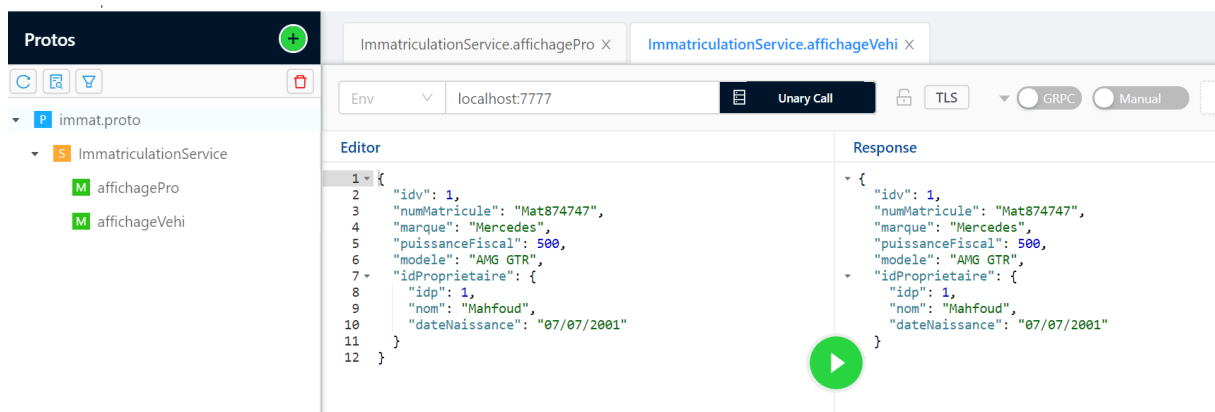 Protos
ImmatriculationService.affichagePro ×
ImmatriculationService.affichageVehi ×
Env
localhost:7777
Unary Call
TLS
GRPC
Manual
P immat.proto
S ImmatriculationService
M affichagePro
M affichageVehi
Editor
1 {
2 "idv": 1,
3 "numMatricule": "Mat874747",
4 "marque": "Mercedes",
5 "puissanceFiscal": 500,
6 "modele": "AMG GTR",
7 "idProprietaire": {
8 "idp": 1,
9 "nom": "Mahfoud",
10 "dateNaissance": "07/07/2001"
11 }
12 }
Response
{
"idv": 1,
"numMatricule": "Mat874747",
"marque": "Mercedes",
"puissanceFiscal": 500,
"modele": "AMG GTR",
"idProprietaire": {
"idp": 1,
"nom": "Mahfoud",
"dateNaissance": "07/07/2001"
}